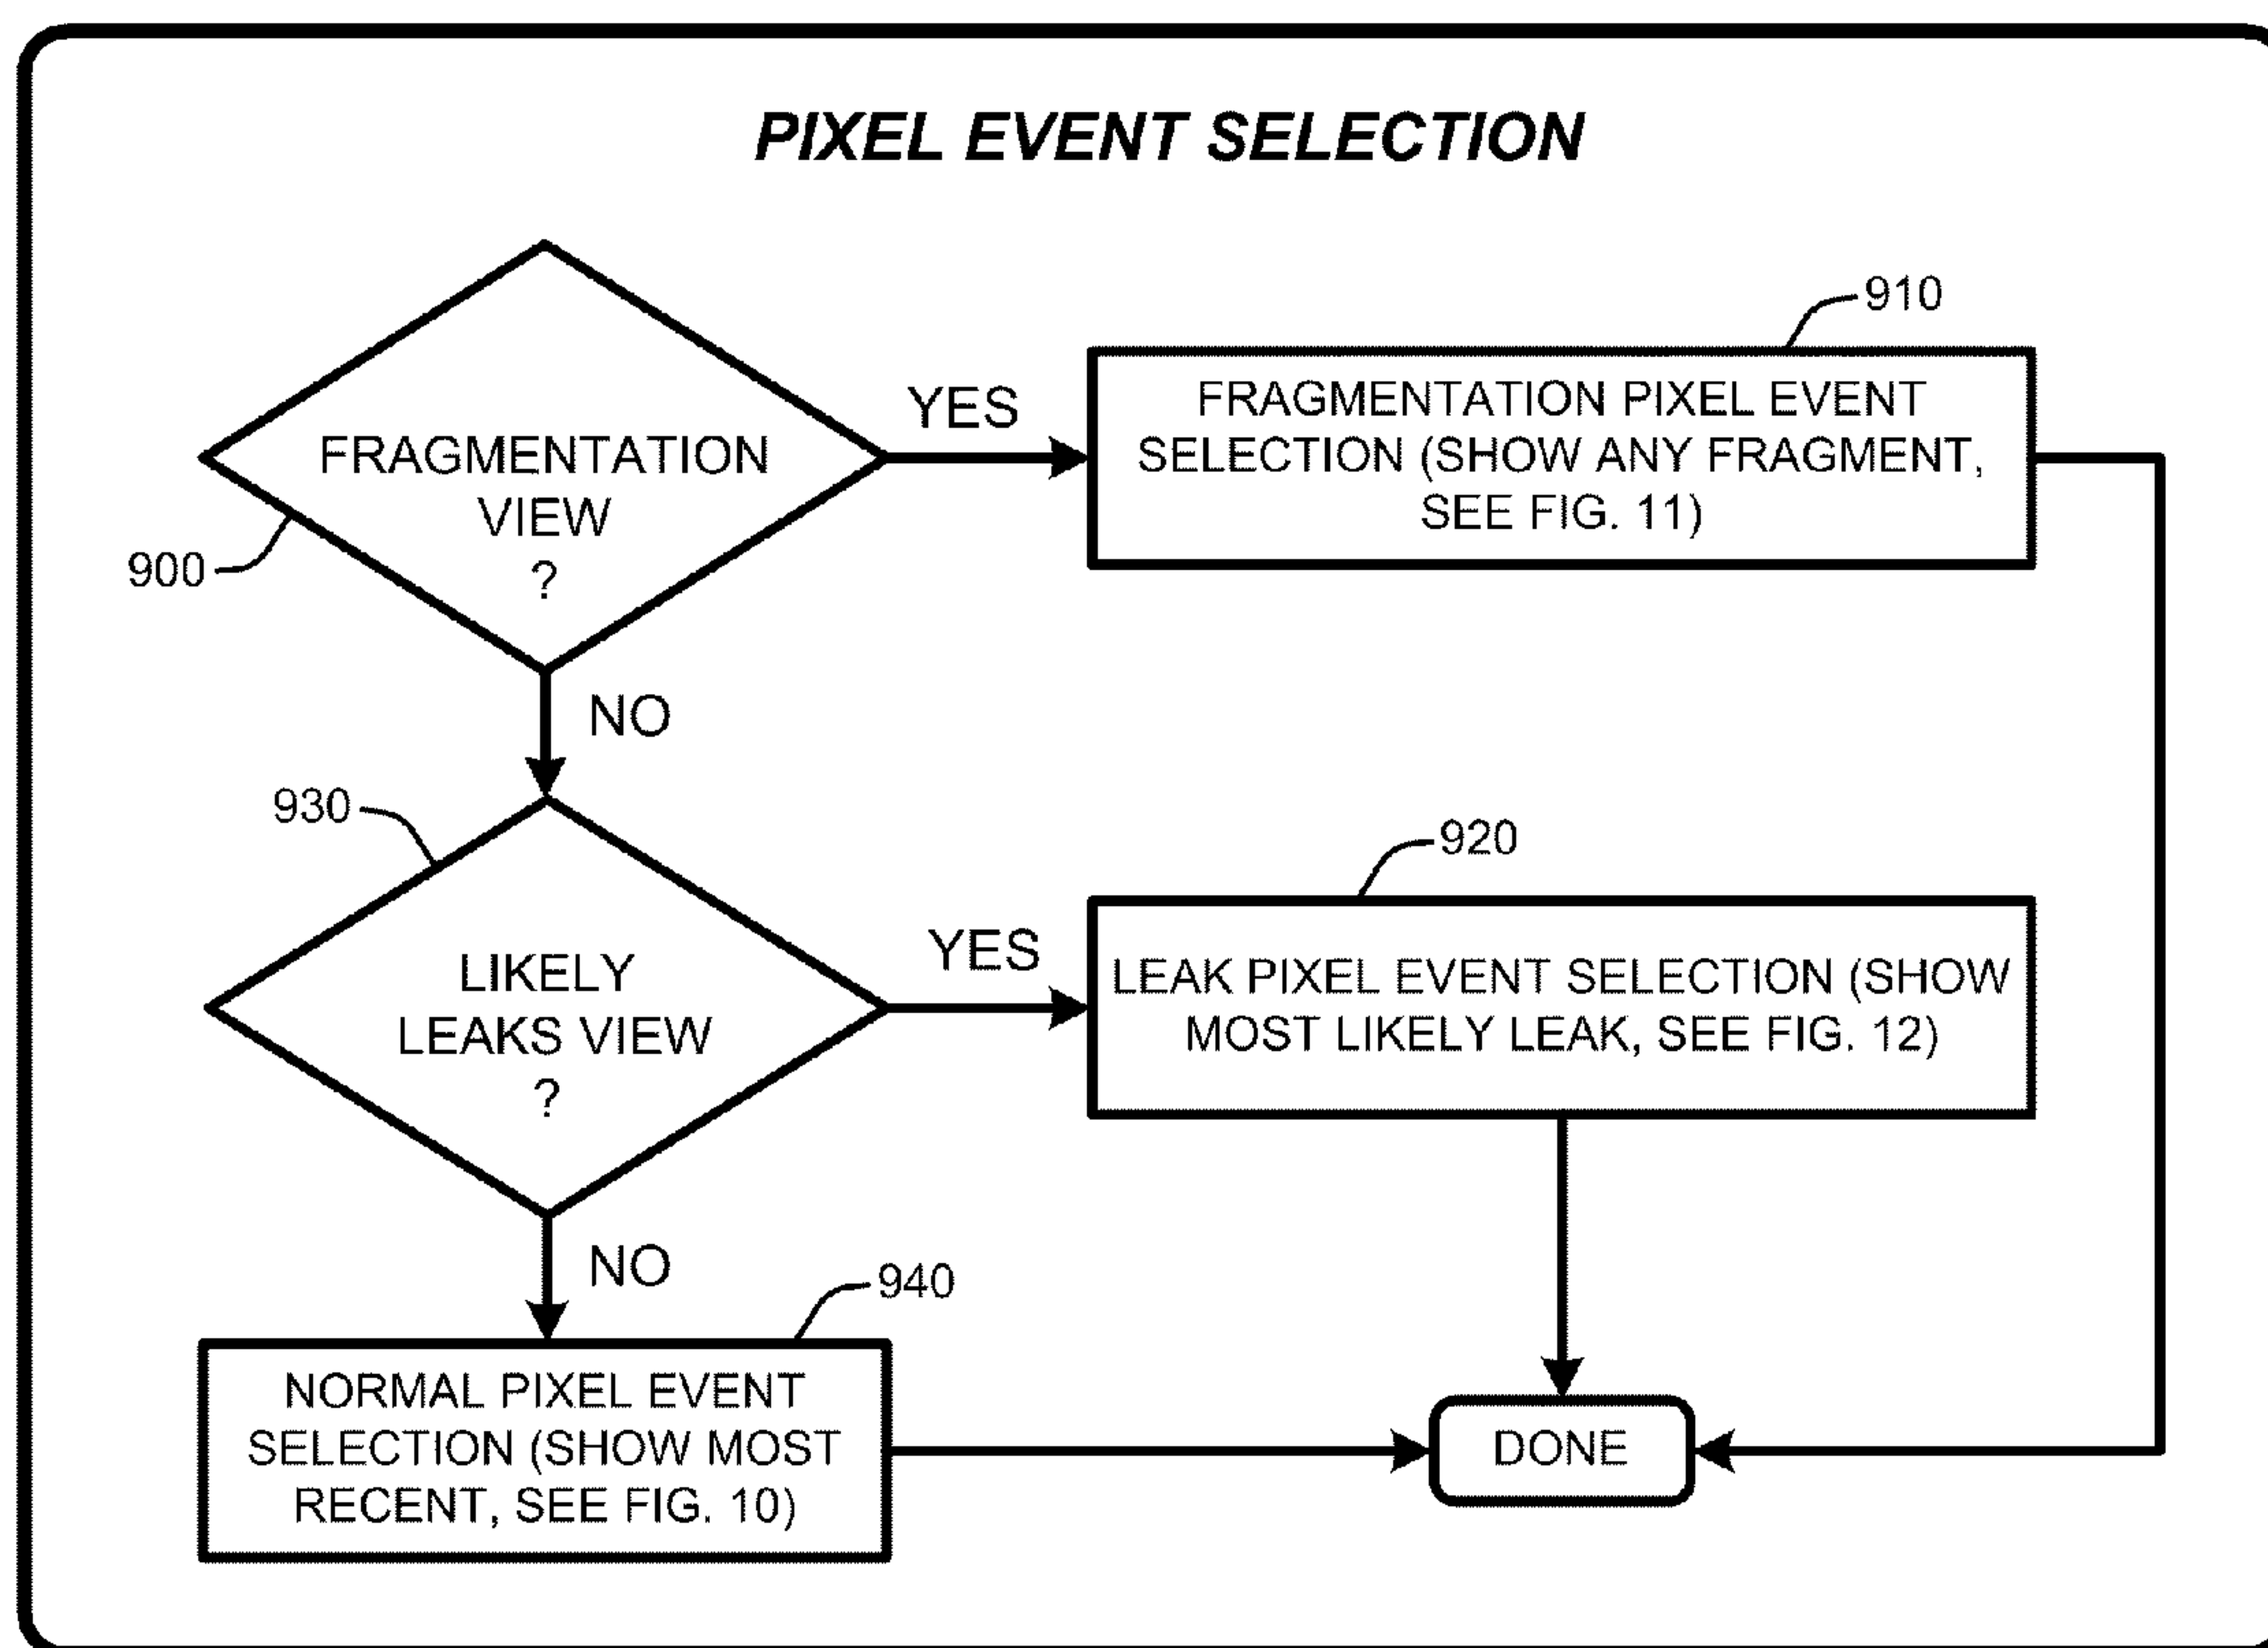 PIXEL EVENT SELECTION
910
YES
FRAGMENTATION PIXEL EVENT
SELECTION (SHOW ANY FRAGMENT,
SEE FIG. 11)
FRAGMENTATION
VIEW
?
900
NO
930
920
YES
LIKELY
LEAKS VIEW
?
LEAK PIXEL EVENT SELECTION (SHOW
MOST LIKELY LEAK, SEE FIG. 12)
NO
940
NORMAL PIXEL EVENT
SELECTION (SHOW MOST
RECENT, SEE FIG. 10)
DONE